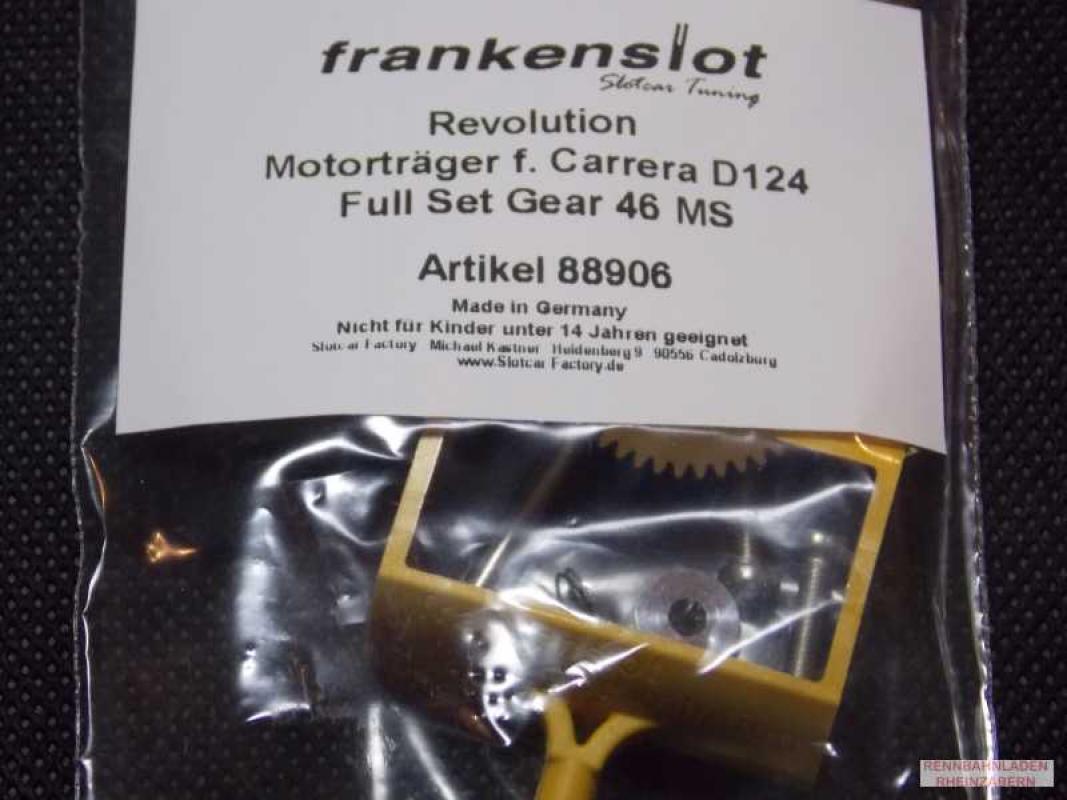 frankenslot
Slotcar Tuning
Revolution
Motorträger f. Carrera D124
Full Set Gear 46 MS
Artikel 88906
Made in Germany
Nicht für Kinder unter 14 Jahren geeignet
Slotcar Factory Michael Kastner Heidenberg 9 90556 Cadolzburg
www.Slotcar Factory.de
RENNBAHNLADEN
RHEINZABERN